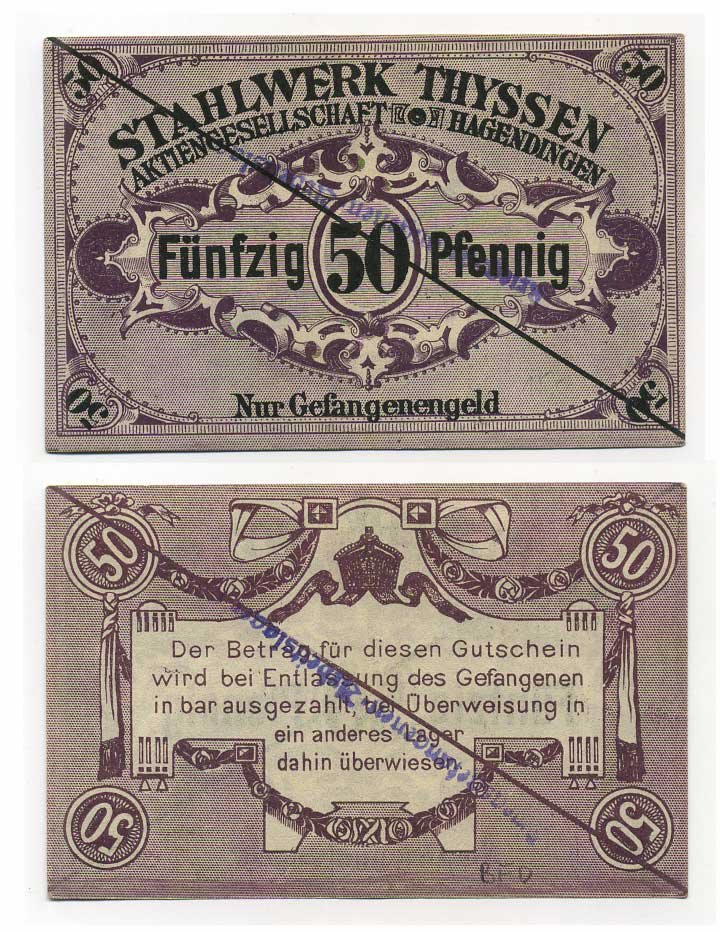 50 50
STAHLWERK THYSSEN
AKTIENGESELLSCHAFT HAGENDINGEN
Fünfzig 50 Pfennig
50 50
Nur Gefangenengeld
50 50
Der Betrag für diesen Gutschein
wird bei Entlassung des Gefangenen
in bar ausgezahlt, bei Überweisung in
ein anderes Lager
dahin überwiesen.
50 50